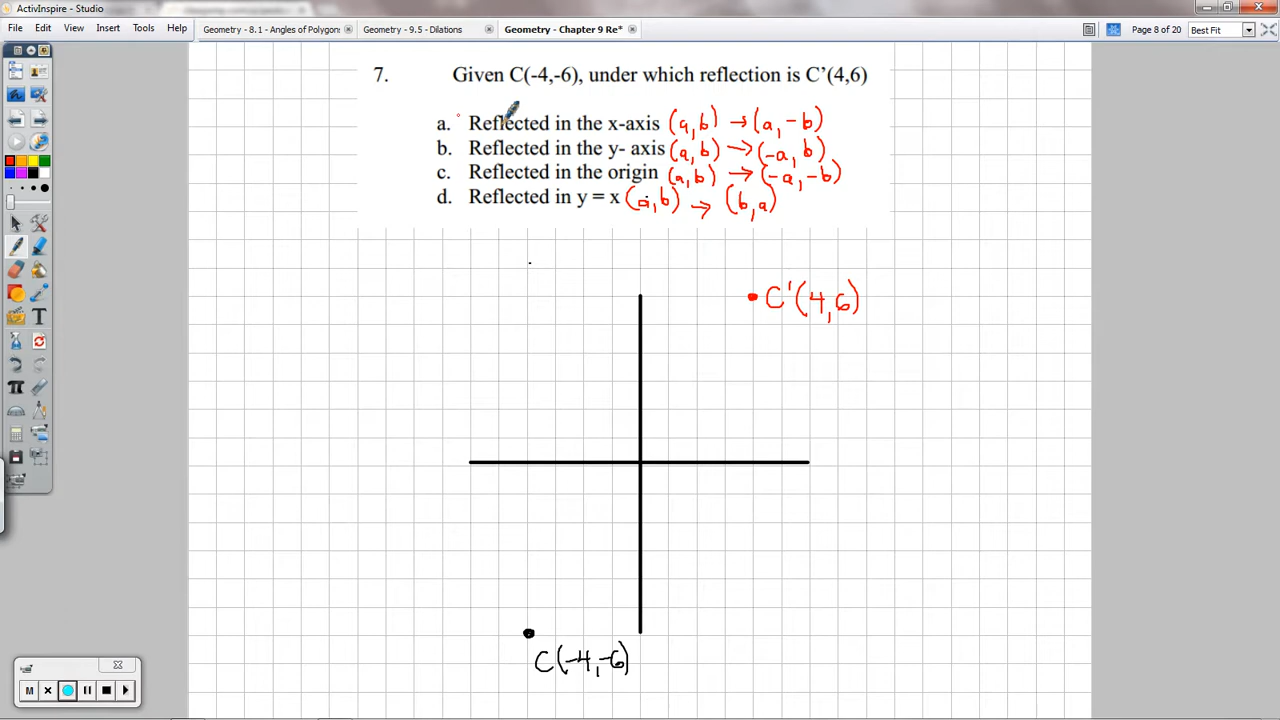 ActivInspire - Studio
File Edit View Insert Tools Help
Geometry - 8.1 - Angles of Polygon: Geometry - 9.5 - Dilations Geometry - Chapter 9 Re* Page 8 of 20 Best Fit
7. Given C(-4,-6), under which reflection is C’(4,6)
a. Reflected in the x-axis (a,b) → (a,-b)
b. Reflected in the y- axis (a,b) → (-a,b)
c. Reflected in the origin (a,b) → (-a,-b)
d. Reflected in y = x (a,b) → (b,a)
C'(4,6)
C(-4,-6)
M